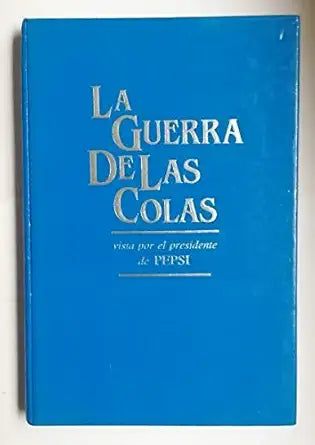 LA
GUERRA
DE LAS
COLAS
vista por el presidente
de PEPSI